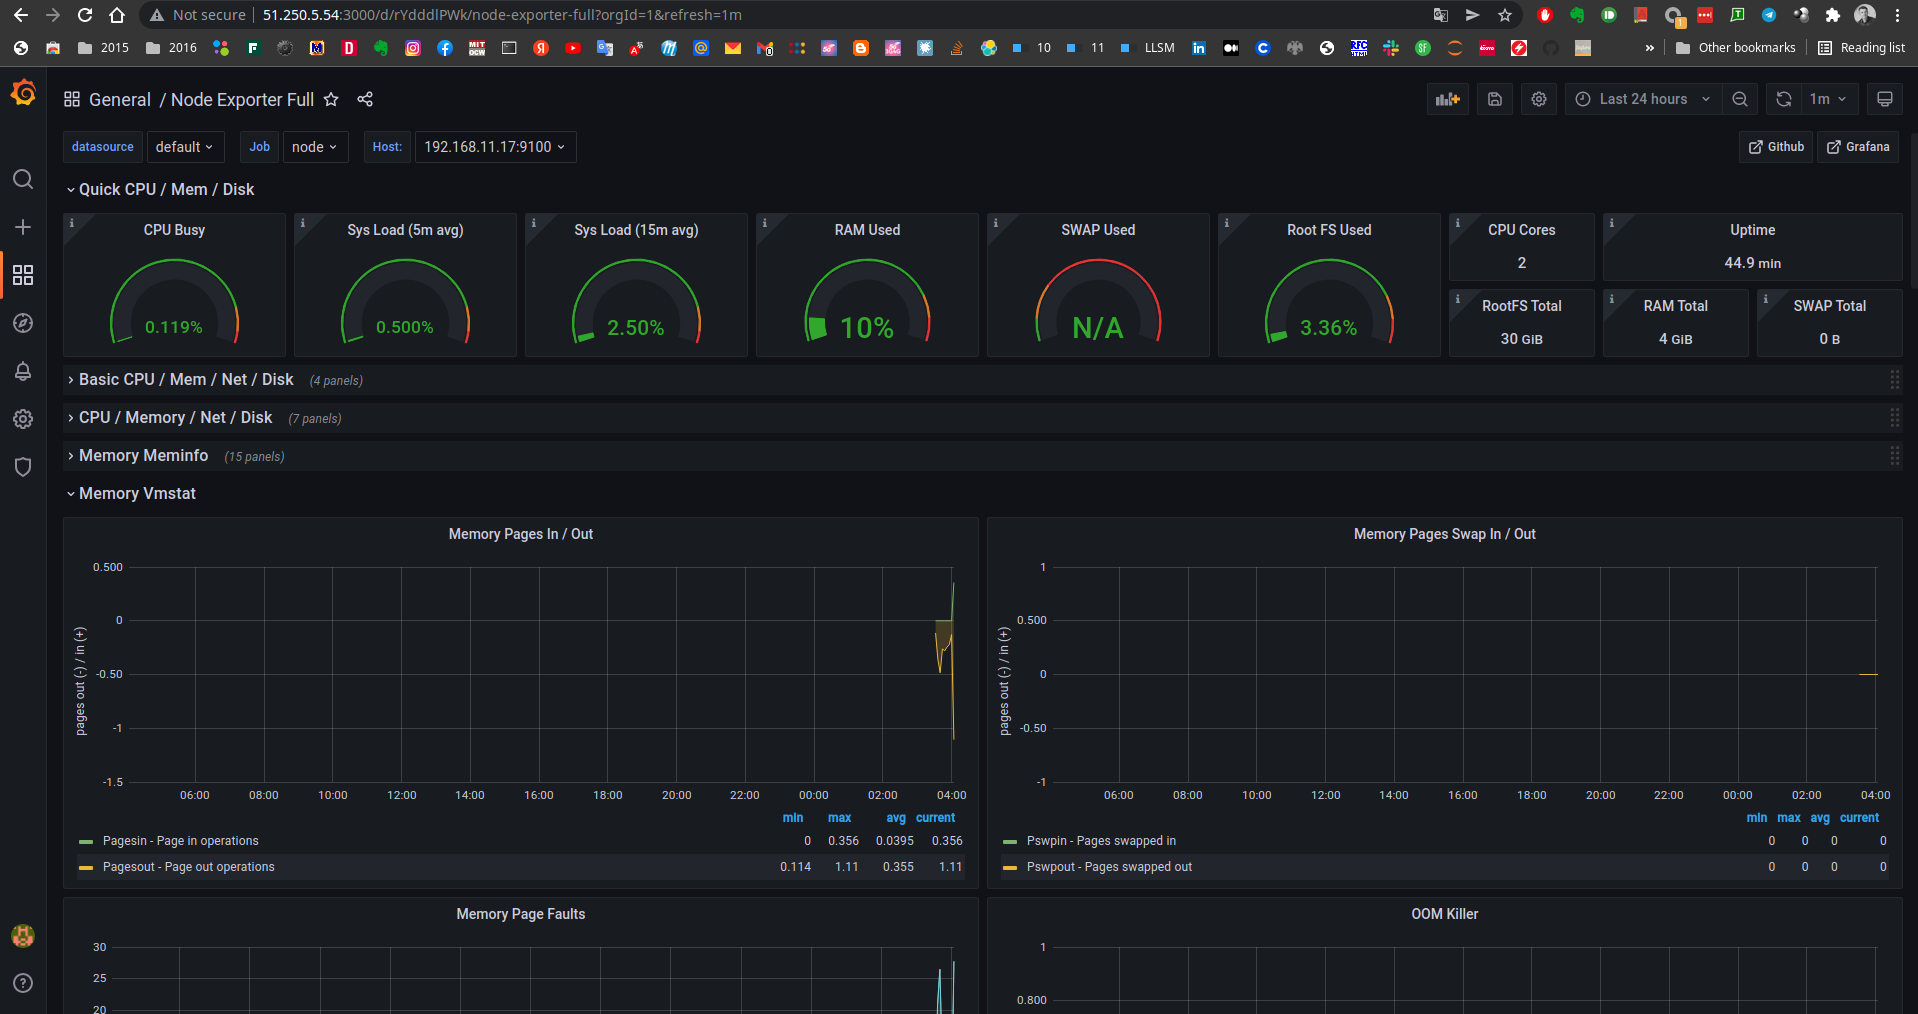 Not secure 51.250.5.54:3000/d/rYdddlPWk/node-exporter-full?orgId=1&refresh=1m
2015 2016 MIT OCW 10 11 LLSM » Other bookmarks Reading list
General / Node Exporter Full
Last 24 hours 1m
datasource default Job node Host: 192.168.11.17:9100 Github Grafana
Quick CPU / Mem / Disk
CPU Busy
0.119%
Sys Load (5m avg)
0.500%
Sys Load (15m avg)
2.50%
RAM Used
10%
SWAP Used
N/A
Root FS Used
3.36%
CPU Cores
2
Uptime
44.9 min
RootFS Total
30 GiB
RAM Total
4 GiB
SWAP Total
0 B
Basic CPU / Mem / Net / Disk (4 panels)
CPU / Memory / Net / Disk (7 panels)
Memory Meminfo (15 panels)
Memory Vmstat
Memory Pages In / Out
pages out (-) / in (+)
0.500
0
-0.50
-1
-1.5
06:00 08:00 10:00 12:00 14:00 16:00 18:00 20:00 22:00 00:00 02:00 04:00
min max avg current
Pagesin - Page in operations 0 0.356 0.0395 0.356
Pagesout - Page out operations 0.114 1.11 0.355 1.11
Memory Pages Swap In / Out
pages out (-) / in (+)
1
0.500
0
-0.50
-1
06:00 08:00 10:00 12:00 14:00 16:00 18:00 20:00 22:00 00:00 02:00 04:00
min max avg current
Pswpin - Pages swapped in 0 0 0 0
Pswpout - Pages swapped out 0 0 0 0
Memory Page Faults
30
25
20
OOM Killer
1
0.800